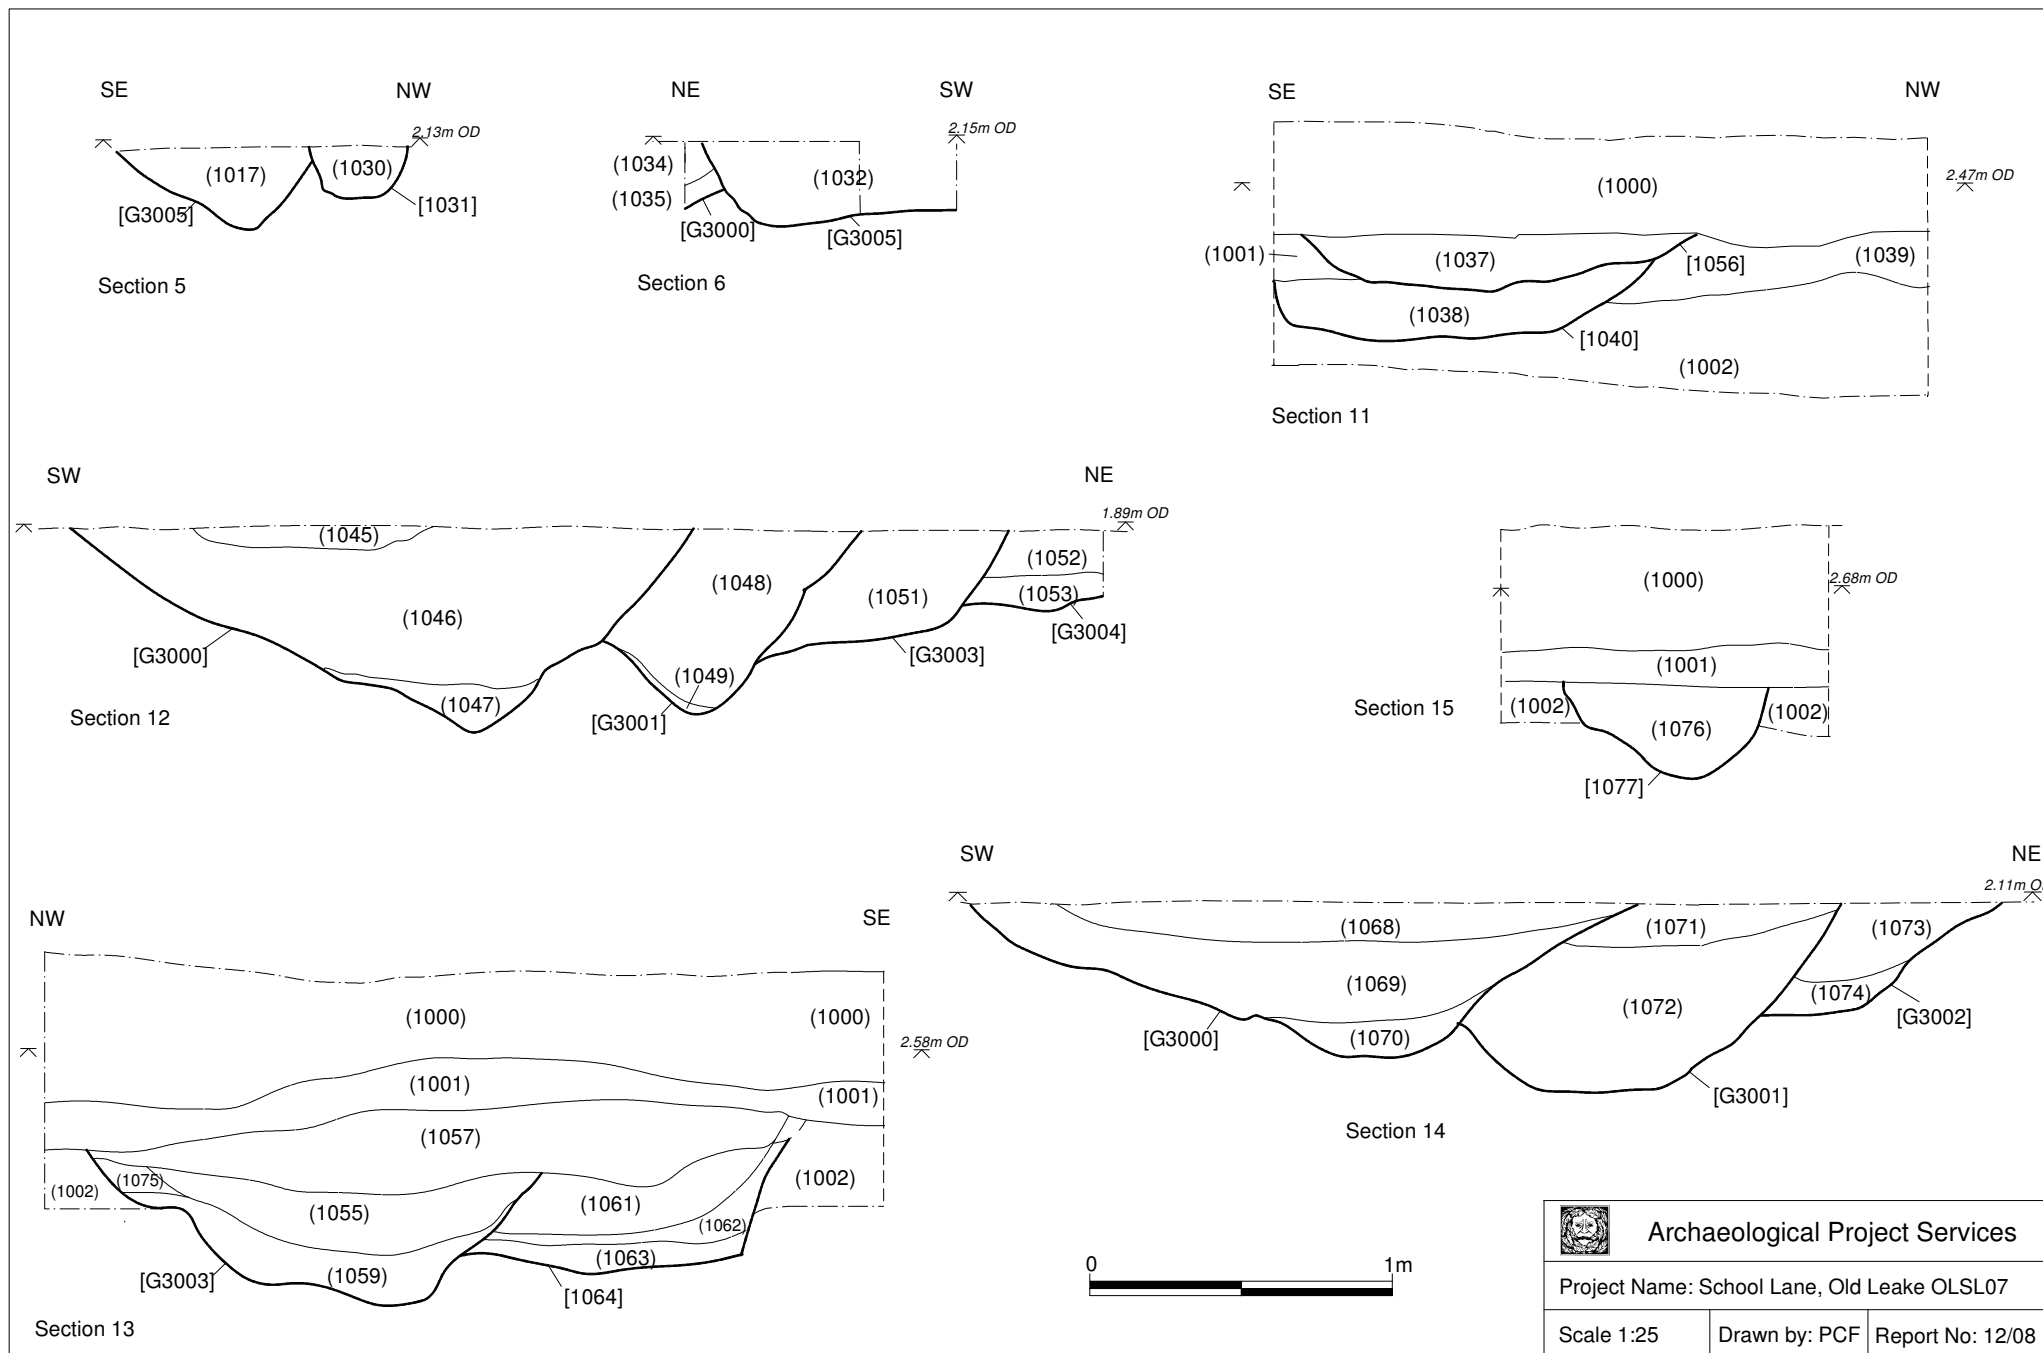 SE NW
2.13m OD
(1017) (1030)
[G3005] [1031]
Section 5
NE SW
2.15m OD
(1034) (1032)
(1035)
[G3000] [G3005]
Section 6
SE NW
(1000) 2.47m OD
(1001) (1037) [1056] (1039)
(1038) [1040]
(1002)
Section 11
SW NE
1.89m OD
(1045) (1052)
(1048) (1051) (1053)
(1046) [G3004]
[G3000] [G3003]
(1049)
(1047) [G3001]
Section 12
(1000) 2.68m OD
(1001)
(1002) (1002)
(1076)
[1077]
Section 15
NW SE
(1000) (1000)
2.58m OD
(1001) (1001)
(1057)
(1002) (1075) (1002)
(1055) (1061) (1062)
(1063)
[G3003] (1059) [1064]
Section 13
SW NE
2.11m O
(1068) (1071) (1073)
(1069) (1074)
(1072) [G3002]
[G3000] (1070)
[G3001]
Section 14
0 1m
Archaeological Project Services
Project Name: School Lane, Old Leake OLSL07
Scale 1:25 Drawn by: PCF Report No: 12/08